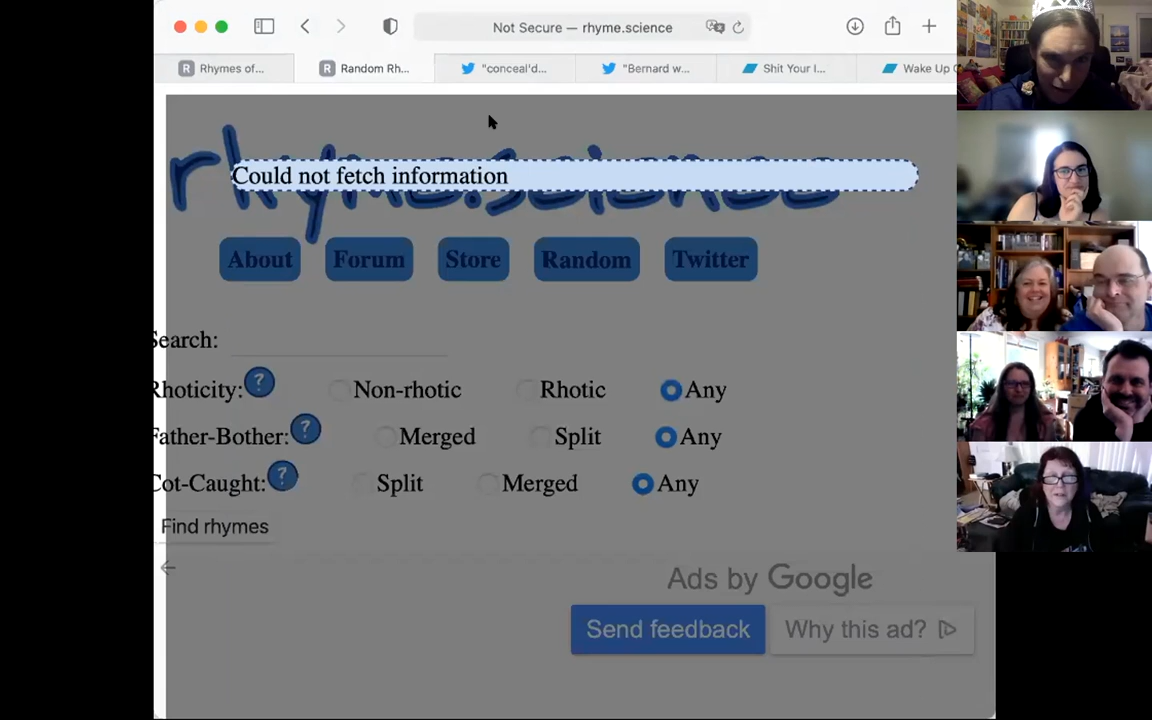 Not Secure — rhyme.science
R Rhymes of...
R Random Rh...
"conceal'd...
"Bernard w...
Shit Your I...
Wake Up
rhyme.science
Could not fetch information
About Forum Store Random Twitter
Search:
Rhoticity: ? Non-rhotic Rhotic Any
Father-Bother: ? Merged Split Any
Cot-Caught: ? Split Merged Any
Find rhymes
Ads by Google
Send feedback Why this ad?